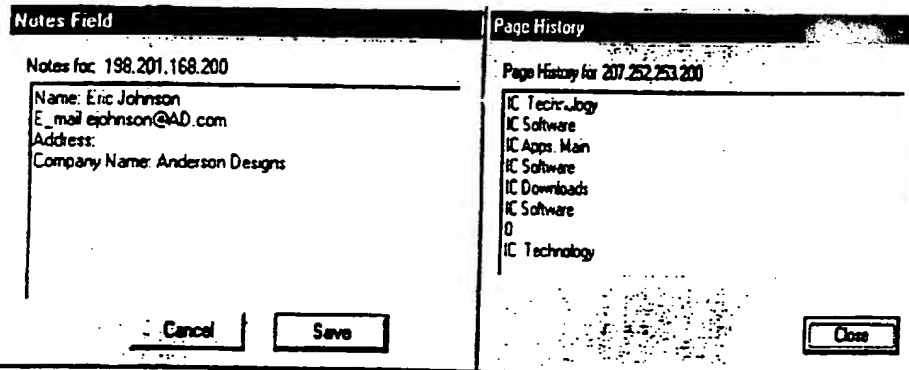 Notes Field
Notes for: 198.201.168.200
Name: Eric Johnson
E_mail ejohnson@AD.com
Address:
Company Name: Anderson Designs
Cancel
Save
Page History
Page History for 207.252.253.200
IC Technology
IC Software
IC Apps. Main
IC Software
IC Downloads
IC Software
0
IC Technology
Close